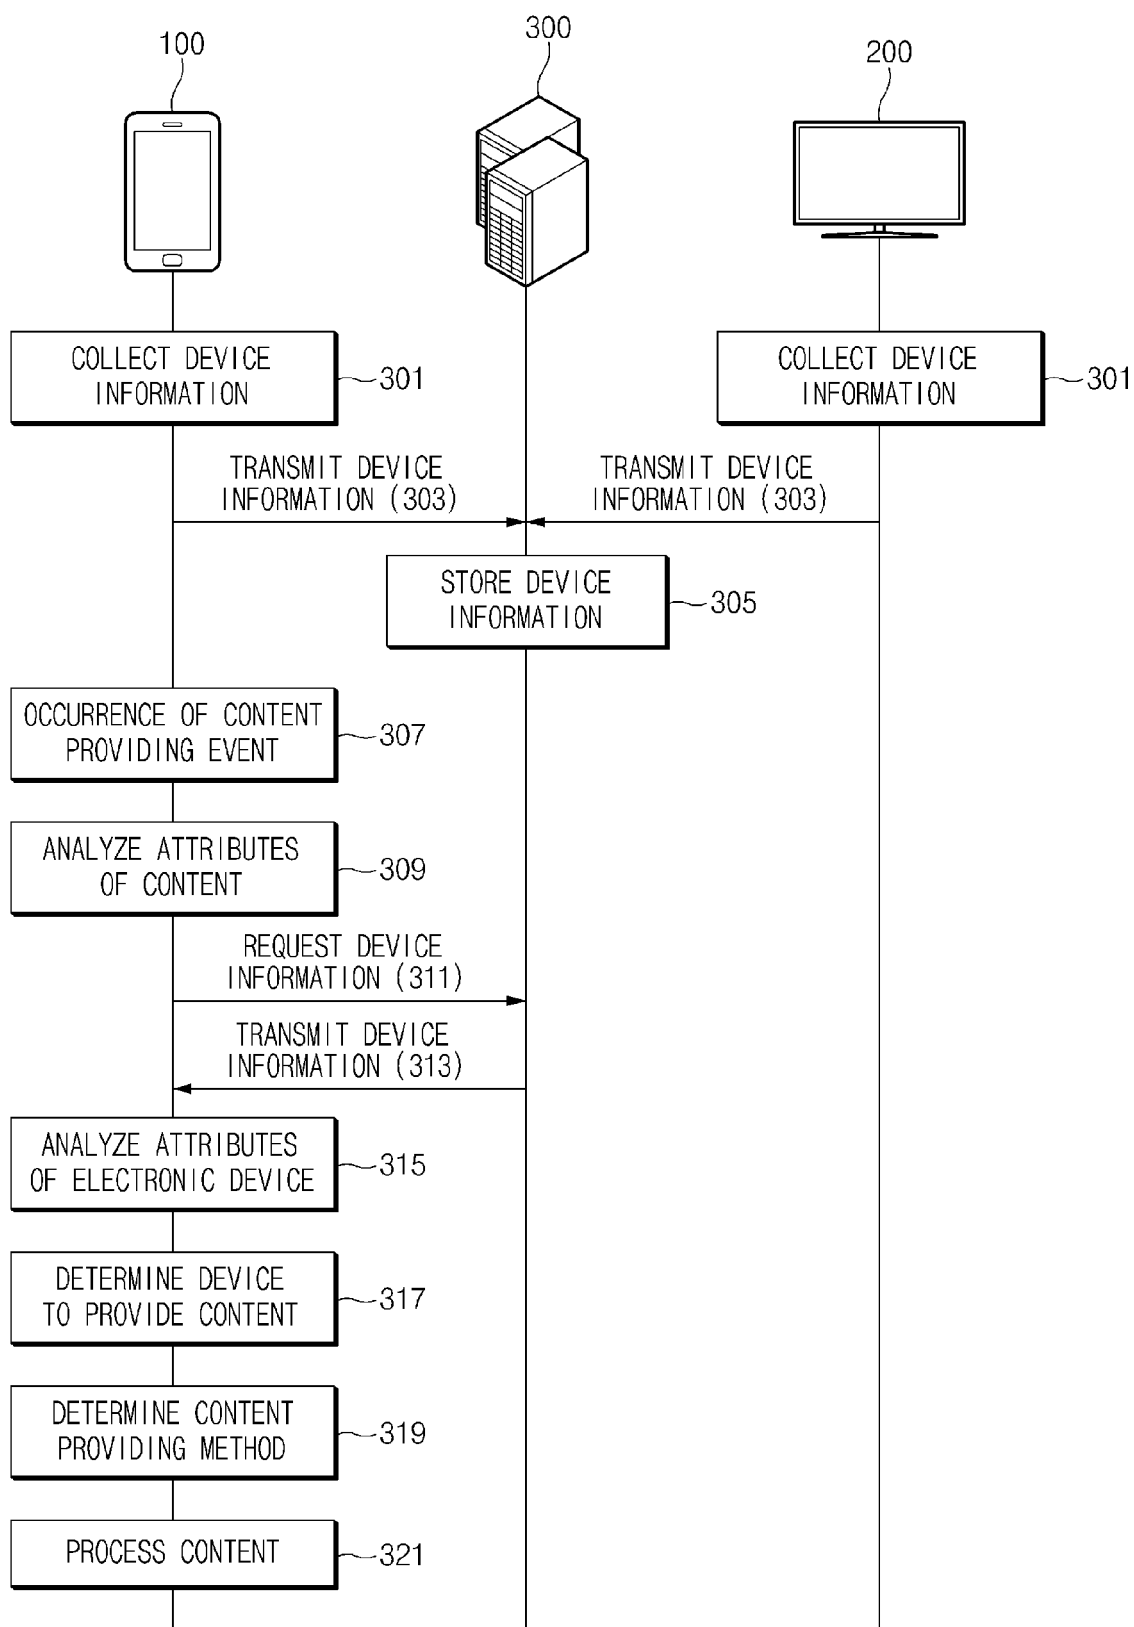 100
300
200
COLLECT DEVICE
INFORMATION
301
COLLECT DEVICE
INFORMATION
301
TRANSMIT DEVICE
INFORMATION (303)
TRANSMIT DEVICE
INFORMATION (303)
STORE DEVICE
INFORMATION
305
OCCURRENCE OF CONTENT
PROVIDING EVENT
307
ANALYZE ATTRIBUTES
OF CONTENT
309
REQUEST DEVICE
INFORMATION (311)
TRANSMIT DEVICE
INFORMATION (313)
ANALYZE ATTRIBUTES
OF ELECTRONIC DEVICE
315
DETERMINE DEVICE
TO PROVIDE CONTENT
317
DETERMINE CONTENT
PROVIDING METHOD
319
PROCESS CONTENT
321